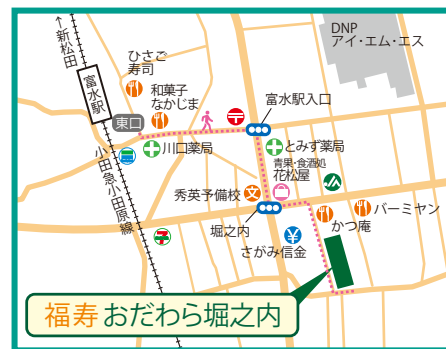 ←新松田
富水駅
東口
小田急小田原線
ひさご
寿司
和菓子
なかじま
川口薬局
DNP
アイ・エム・エス
富水駅入口
とみず薬局
青果・食酒処
花松屋
秀英予備校
文
堀之内
さがみ信金
¥
かつ庵
バーミヤン
福寿 おだわら堀之内